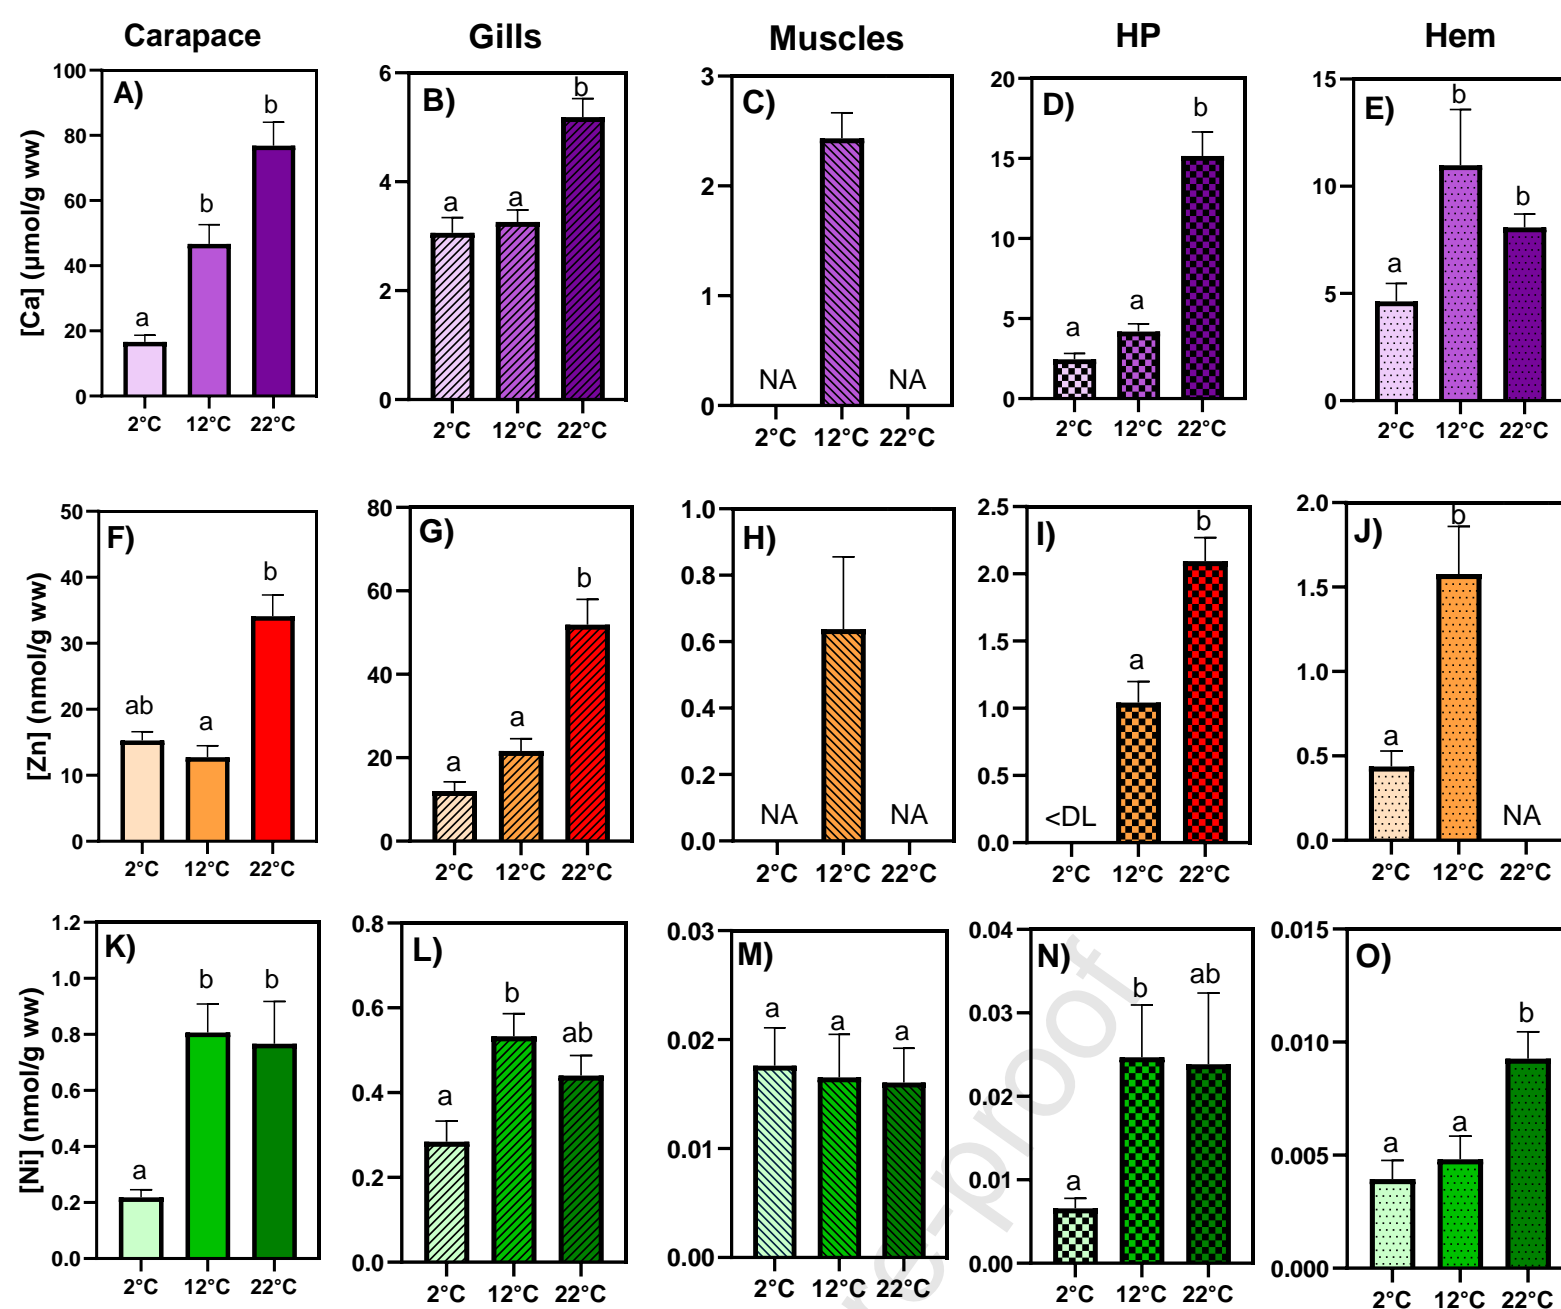 Carapace Gills Muscles HP Hem
[Ca] (µmol/g ww)
A)
100
80
60
40
20
0
a b b
2°C 12°C 22°C
B)
6
4
2
0
a a b
2°C 12°C 22°C
C)
3
2
1
0
NA NA
2°C 12°C 22°C
D)
20
15
10
5
0
a a b
2°C 12°C 22°C
E)
15
10
5
0
a b b
2°C 12°C 22°C
[Zn] (nmol/g ww)
F)
50
40
30
20
10
0
ab a b
2°C 12°C 22°C
G)
80
60
40
20
0
a a b
2°C 12°C 22°C
H)
1.0
0.8
0.6
0.4
0.2
0.0
NA NA
2°C 12°C 22°C
I)
2.5
2.0
1.5
1.0
0.5
0.0
<DL a b
2°C 12°C 22°C
J)
2.0
1.5
1.0
0.5
0.0
a b NA
2°C 12°C 22°C
[Ni] (nmol/g ww)
K)
1.2
1.0
0.8
0.6
0.4
0.2
0.0
a b b
2°C 12°C 22°C
L)
0.8
0.6
0.4
0.2
0.0
a b ab
2°C 12°C 22°C
M)
0.03
0.02
0.01
0.00
a a a
2°C 12°C 22°C
N)
0.04
0.03
0.02
0.01
0.00
a b ab
2°C 12°C 22°C
O)
0.015
0.010
0.005
0.000
a a b
2°C 12°C 22°C
re-proof